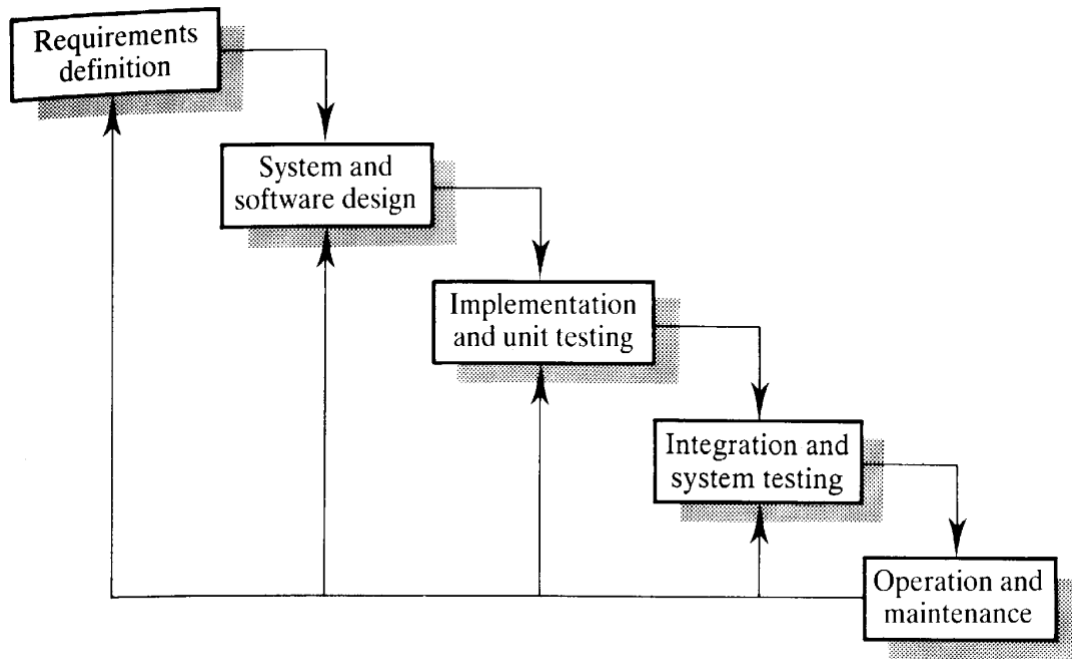 Requirements
definition
System and
software design
Implementation
and unit testing
Integration and
system testing
Operation and
maintenance